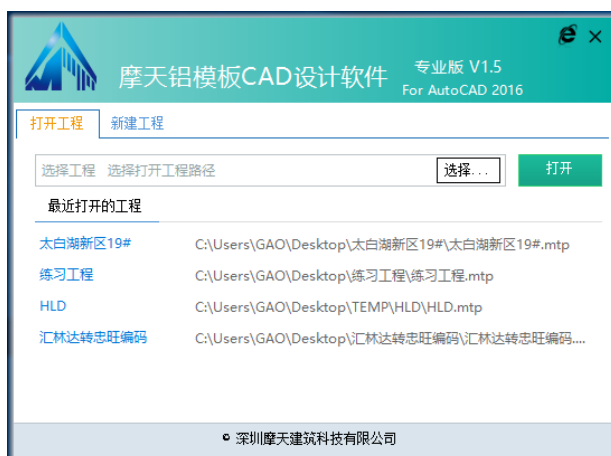 摩天铝模板CAD设计软件
专业版 V1.5
For AutoCAD 2016
打开工程 新建工程
选择工程 选择打开工程路径 选择... 打开
最近打开的工程
太白湖新区19# C:\Users\GAO\Desktop\太白湖新区19#\太白湖新区19#.mtp
练习工程 C:\Users\GAO\Desktop\练习工程\练习工程.mtp
HLD C:\Users\GAO\Desktop\TEMP\HLD\HLD.mtp
汇林达转忠旺编码 C:\Users\GAO\Desktop\汇林达转忠旺编码\汇林达转忠旺编码....
© 深圳摩天建筑科技有限公司